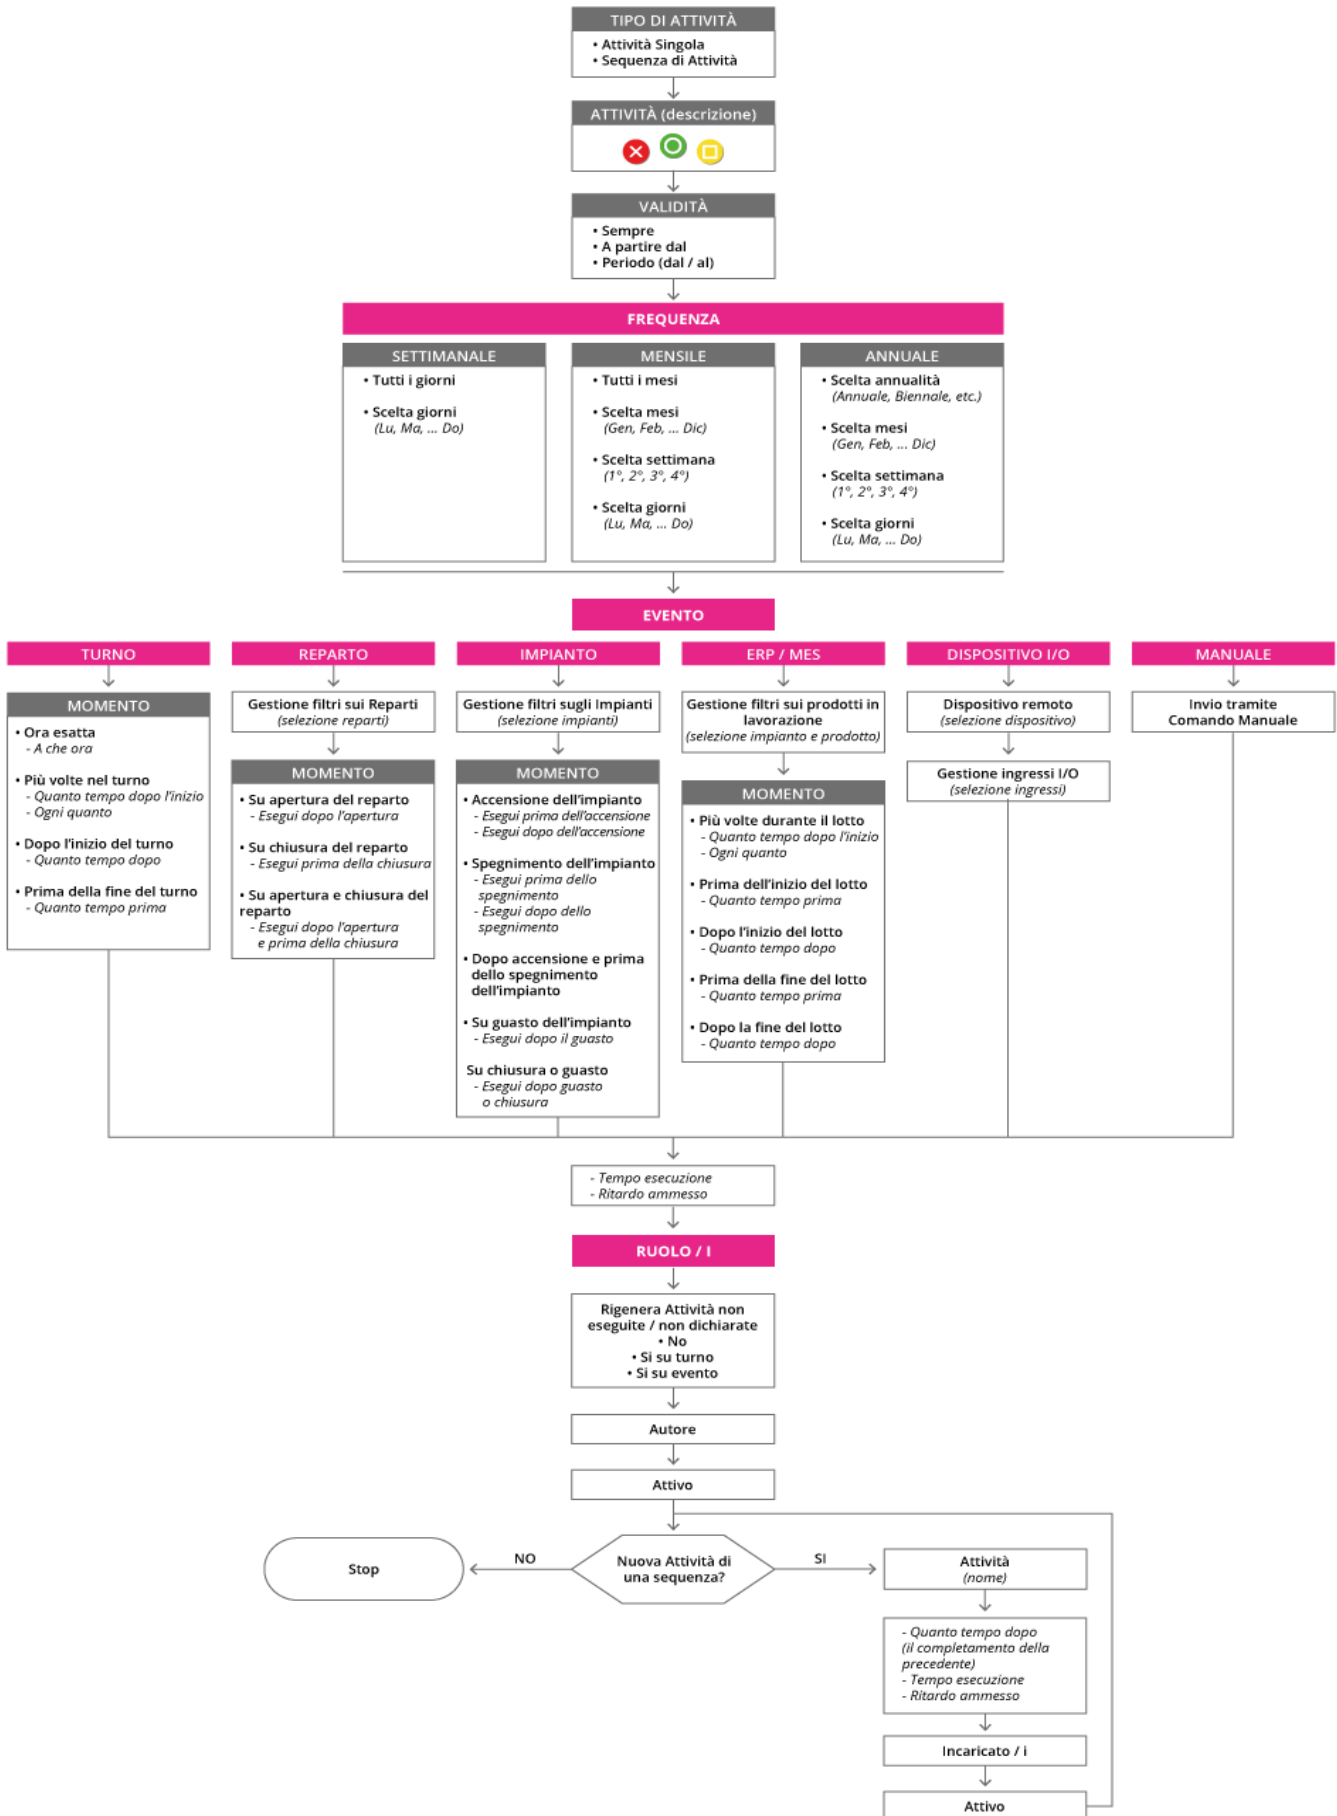 TIPO DI ATTIVITÀ
• Attività Singola
• Sequenza di Attività
ATTIVITÀ (descrizione)
VALIDITÀ
• Sempre
• A partire dal
• Periodo (dal / al)
FREQUENZA
SETTIMANALE
• Tutti i giorni
• Scelta giorni
(Lu, Ma, ... Do)
MENSILE
• Tutti i mesi
• Scelta mesi
(Gen, Feb, ... Dic)
• Scelta settimana
(1°, 2°, 3°, 4°)
• Scelta giorni
(Lu, Ma, ... Do)
ANNUALE
• Scelta annualità
(Annuale, Biennale, etc.)
• Scelta mesi
(Gen, Feb, ... Dic)
• Scelta settimana
(1°, 2°, 3°, 4°)
• Scelta giorni
(Lu, Ma, ... Do)
EVENTO
TURNO
MOMENTO
• Ora esatta
- A che ora
• Più volte nel turno
- Quanto tempo dopo l'inizio
- Ogni quanto
• Dopo l'inizio del turno
- Quanto tempo dopo
• Prima della fine del turno
- Quanto tempo prima
REPARTO
Gestione filtri sui Reparti
(selezione reparti)
MOMENTO
• Su apertura del reparto
- Esegui dopo l'apertura
• Su chiusura del reparto
- Esegui prima della chiusura
• Su apertura e chiusura del
reparto
- Esegui dopo l'apertura
e prima della chiusura
IMPIANTO
Gestione filtri sugli Impianti
(selezione impianti)
MOMENTO
• Accensione dell'impianto
- Esegui prima dell'accensione
- Esegui dopo dell'accensione
• Spegnimento dell'impianto
- Esegui prima dello
spegnimento
- Esegui dopo dello
spegnimento
• Dopo accensione e prima
dello spegnimento
dell'impianto
• Su guasto dell'impianto
- Esegui dopo il guasto
Su chiusura o guasto
- Esegui dopo guasto
o chiusura
ERP / MES
Gestione filtri sui prodotti in
lavorazione
(selezione impianto e prodotto)
MOMENTO
• Più volte durante il lotto
- Quanto tempo dopo l'inizio
- Ogni quanto
• Prima dell'inizio del lotto
- Quanto tempo prima
• Dopo l'inizio del lotto
- Quanto tempo dopo
• Prima della fine del lotto
- Quanto tempo prima
• Dopo la fine del lotto
- Quanto tempo dopo
DISPOSITIVO I/O
Dispositivo remoto
(selezione dispositivo)
Gestione ingressi I/O
(selezione ingressi)
MANUALE
Invio tramite
Comando Manuale
- Tempo esecuzione
- Ritardo ammesso
RUOLO / I
Rigenera Attività non
eseguite / non dichiarate
• No
• Si su turno
• Si su evento
Autore
Attivo
Nuova Attività di
una sequenza?
NO
Stop
SI
Attività
(nome)
- Quanto tempo dopo
(il completamento della
precedente)
- Tempo esecuzione
- Ritardo ammesso
Incaricato / i
Attivo